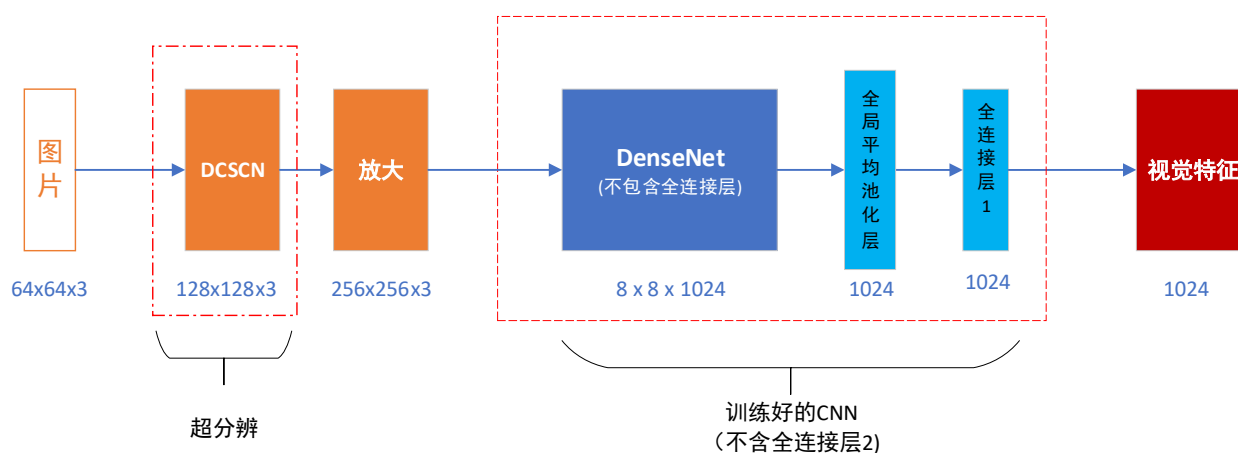 图片
64x64x3
DCSCN
128x128x3
超分辨
放大
256x256x3
DenseNet
(不包含全连接层)
8 x 8 x 1024
全局平均池化层
1024
全连接层1
1024
训练好的CNN
（不含全连接层2)
视觉特征
1024